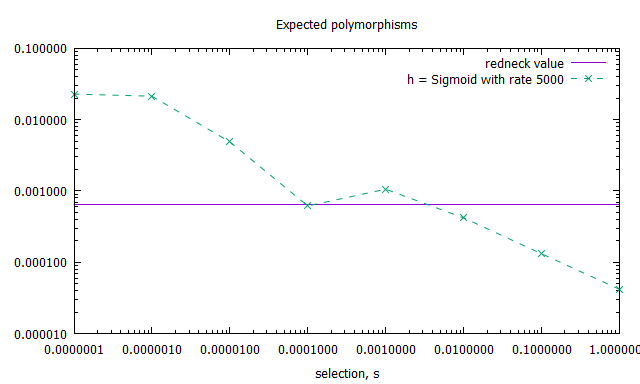 Expected polymorphisms
redneck value
h = Sigmoid with rate 5000
0.100000
0.010000
0.001000
0.000100
0.000010
0.0000001 0.0000010 0.0000100 0.0001000 0.0010000 0.0100000 0.1000000 1.000000
selection, s